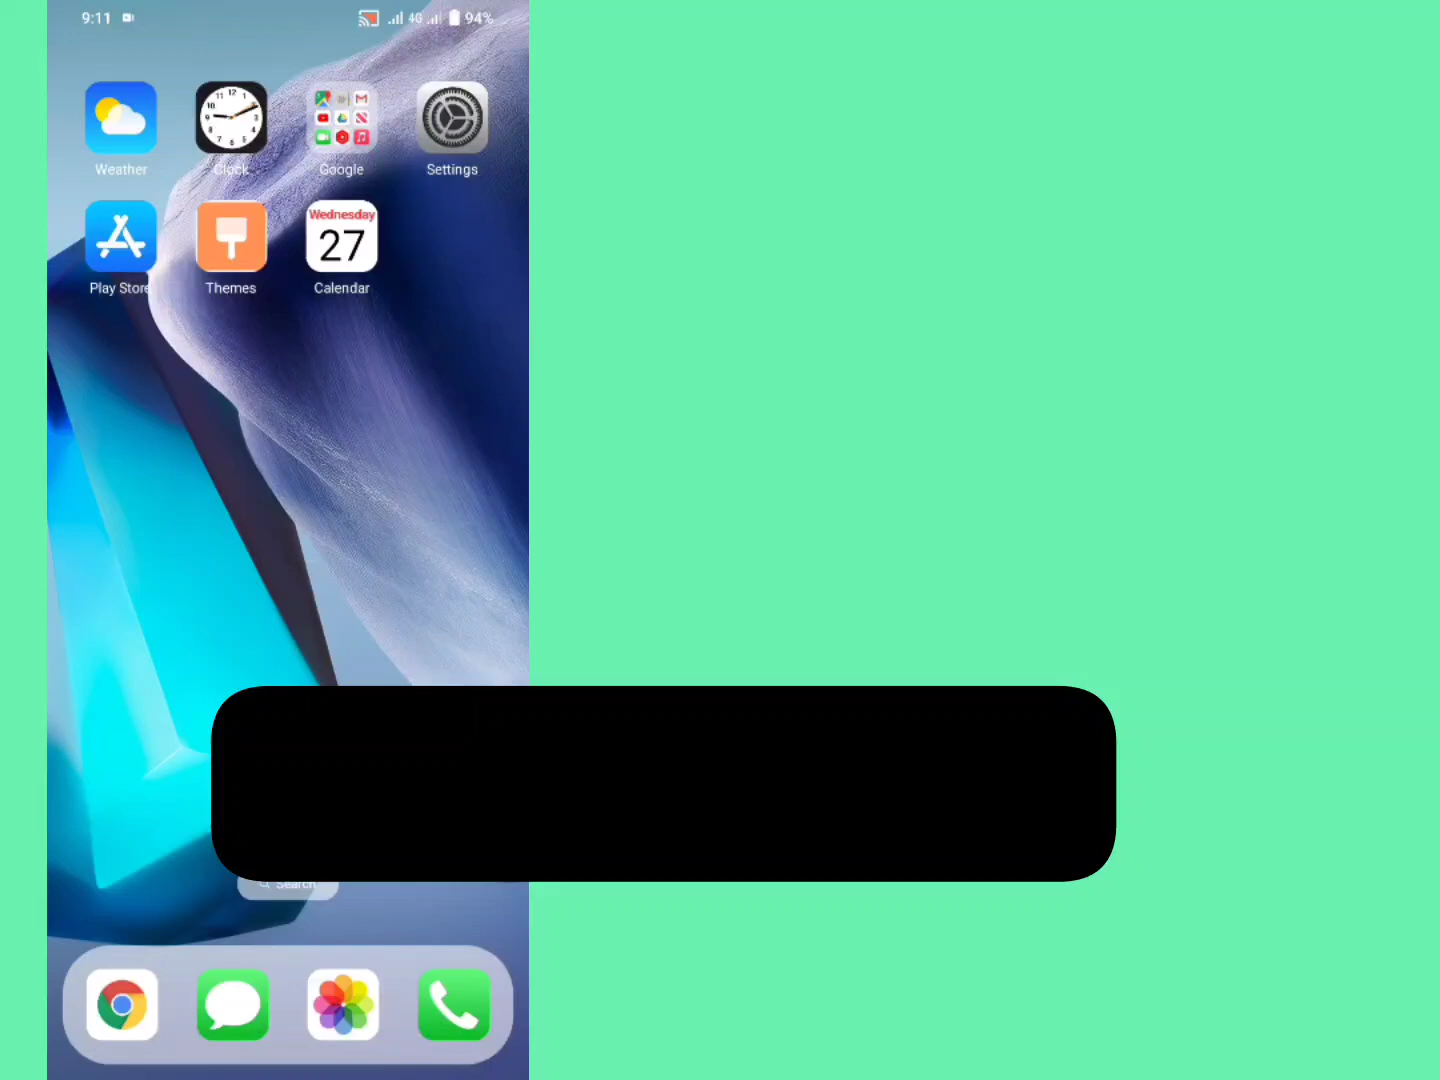 9:11
4G
94%
Weather
Clock
Google
Settings
Wednesday
27
Play Store
Themes
Calendar
Search